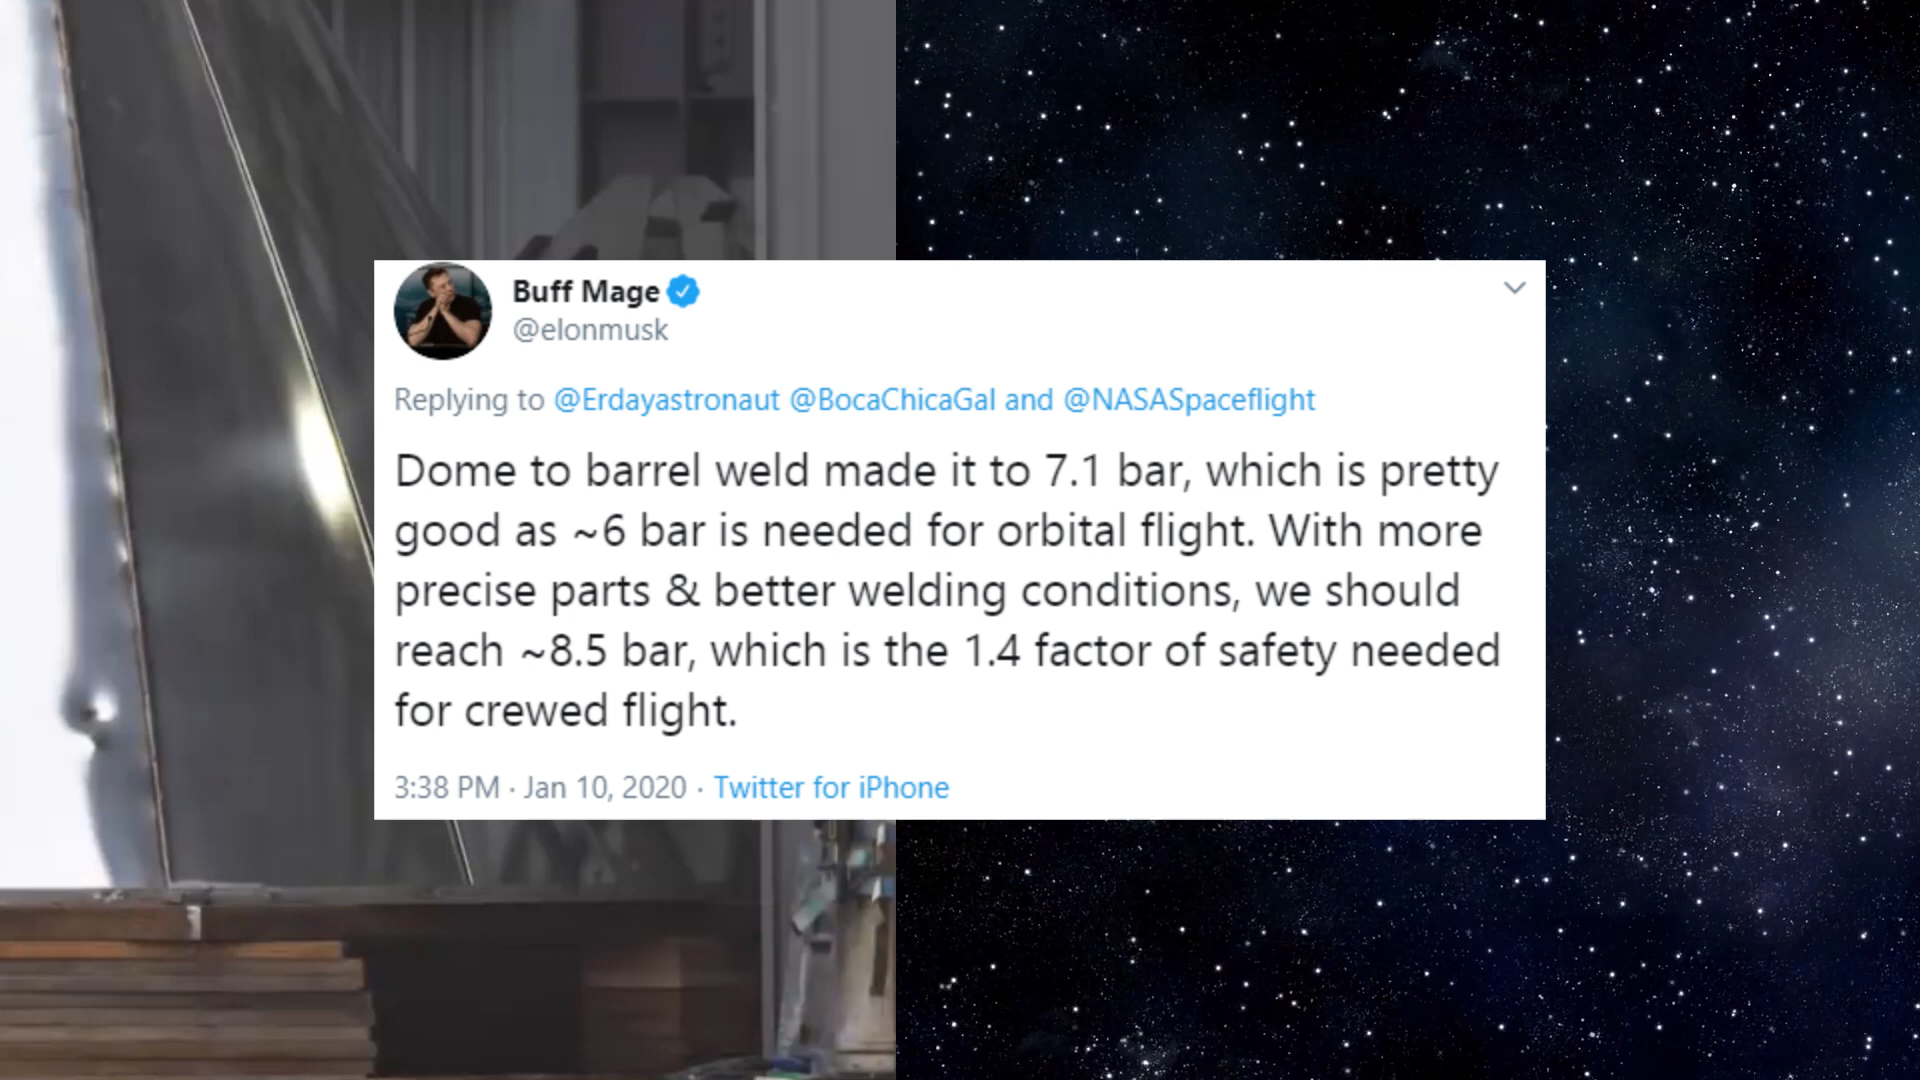 Buff Mage
@elonmusk
Replying to @Erdayastronaut @BocaChicaGal and @NASASpaceflight
Dome to barrel weld made it to 7.1 bar, which is pretty
good as ~6 bar is needed for orbital flight. With more
precise parts & better welding conditions, we should
reach ~8.5 bar, which is the 1.4 factor of safety needed
for crewed flight.
3:38 PM · Jan 10, 2020 · Twitter for iPhone